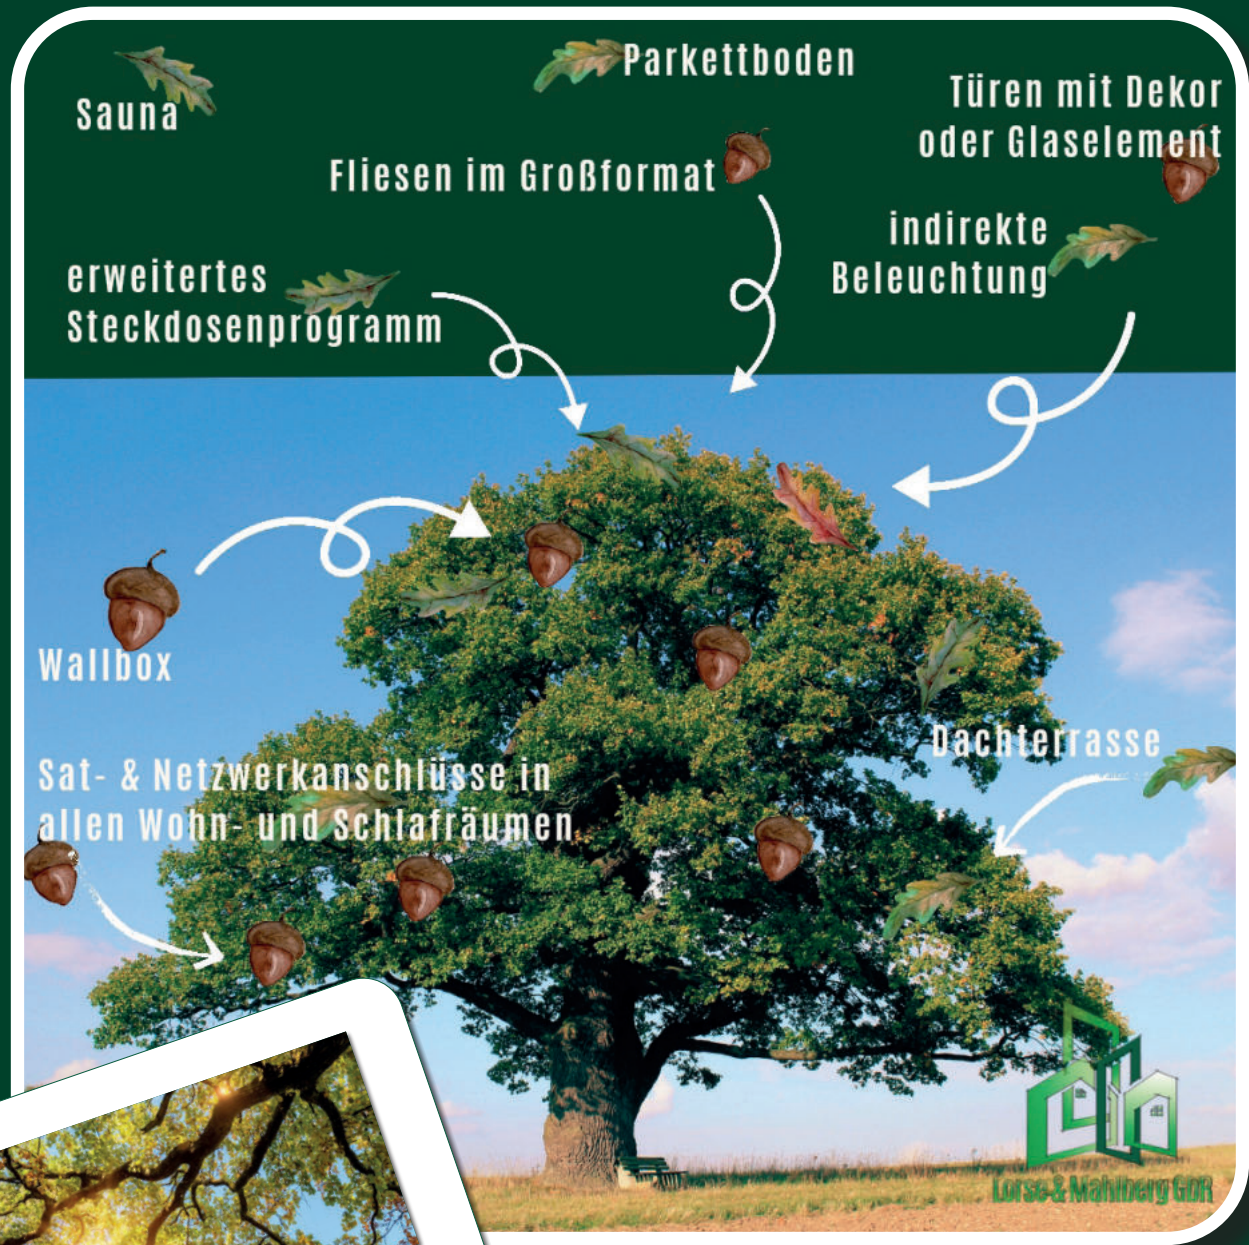 Sauna
Parkettboden
Türen mit Dekor
oder Glaselement
Fliesen im Großformat
indirekte
Beleuchtung
erweitertes
Steckdosenprogramm
Wallbox
Dachterrasse
Sat- & Netzwerkanschlüsse in
allen Wohn- und Schlafräumen
Lorse & Mahlberg GbR